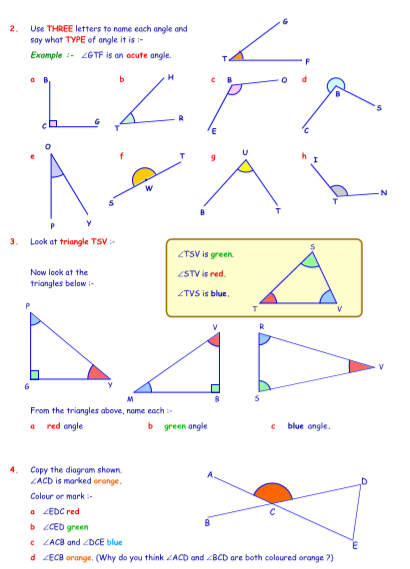 2. Use THREE letters to name each angle and
say what TYPE of angle it is :-
Example :- ∠GTF is an acute angle.
G
T
F
a
B
C
G
b
H
T
R
c
B
O
E
d
B
S
C
e
O
P
Y
f
T
W
S
g
U
B
T
h
I
T
N
3. Look at triangle TSV :-
Now look at the
triangles below :-
∠TSV is green.
∠STV is red.
∠TVS is blue.
S
T
V
P
G
Y
V
M
B
R
S
V
From the triangles above, name each :-
a red angle
b green angle
c blue angle.
4. Copy the diagram shown.
∠ACD is marked orange.
Colour or mark :-
a ∠EDC red
b ∠CED green
c ∠ACB and ∠DCE blue
d ∠ECB orange. (Why do you think ∠ACD and ∠BCD are both coloured orange ?)
A
D
B
C
E